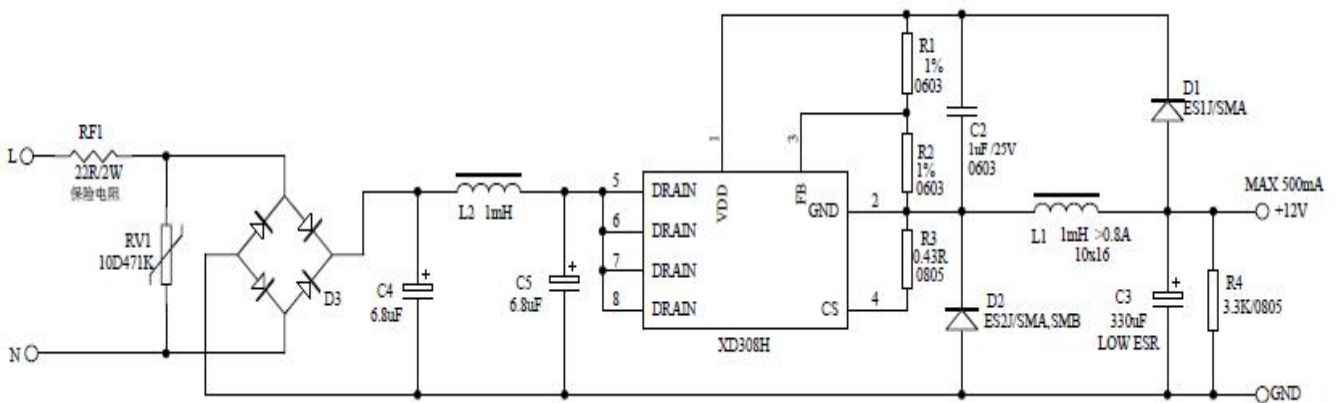 L
RF1
22R/2W
保险电阻
RV1
10D471K
N
D3
C4
6.8uF
L2 1mH
C5
6.8uF
5
6
7
8
DRAIN
DRAIN
DRAIN
DRAIN
1
VDD
3
FB
GND
2
CS
4
XD308H
R1
1%
0603
R2
1%
0603
R3
0.43R
0805
C2
1uF/25V
0603
D1
ES1J/SMA
D2
ES2J/SMA,SMB
L1 1mH >0.8A
10x16
C3
330uF
LOW ESR
R4
3.3K/0805
MAX 500mA
+12V
GND
+
+
+